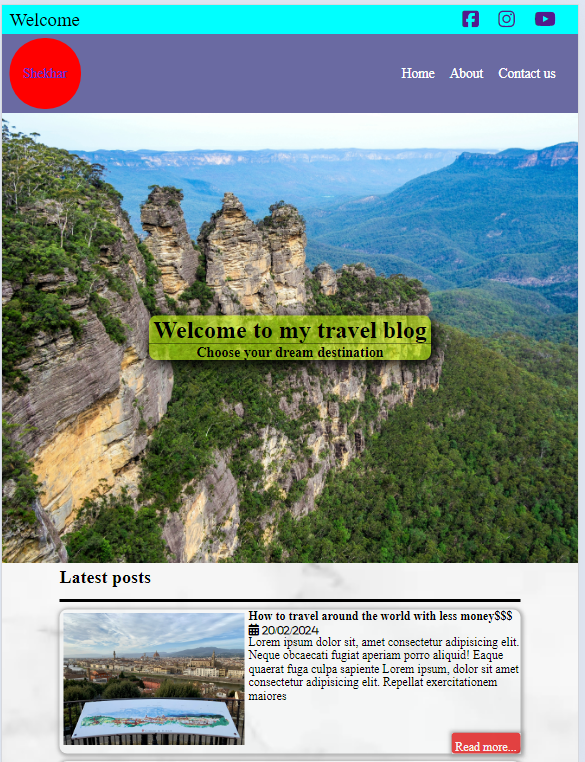 Welcome
Shekhar
Home About Contact us
Welcome to my travel blog
Choose your dream destination
Latest posts
How to travel around the world with less money$$$
20/02/2024
Lorem ipsum dolor sit, amet consectetur adipisicing elit.
Neque obcaecati fugiat aperiam porro aliquid! Eaque
quaerat fuga culpa sapiente Lorem ipsum, dolor sit amet
consectetur adipisicing elit. Repellat exercitationem
maiores
Read more...